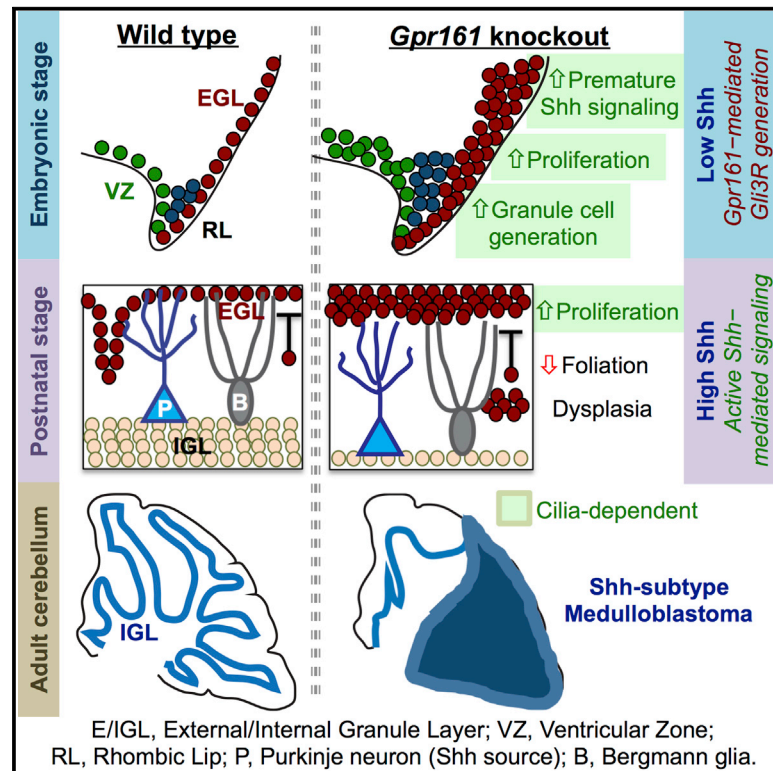 Wild type
Gpr161 knockout
Embryonic stage
EGL
VZ
RL
⇧Premature
Shh signaling
⇧Proliferation
⇧Granule cell
generation
Low Shh
Gpr161−mediated
Gli3R generation
Postnatal stage
EGL
P
B
IGL
⇧Proliferation
⇩ Foliation
Dysplasia
High Shh
Active Shh−
mediated signaling
Adult cerebellum
IGL
Cilia-dependent
Shh-subtype
Medulloblastoma
E/IGL, External/Internal Granule Layer; VZ, Ventricular Zone;
RL, Rhombic Lip; P, Purkinje neuron (Shh source); B, Bergmann glia.